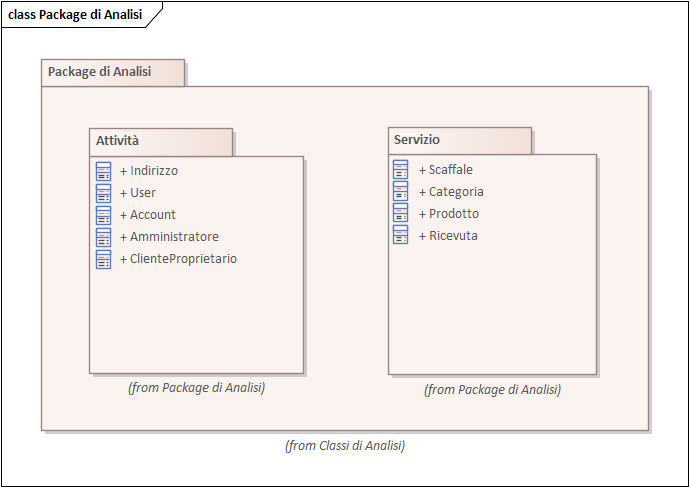 class Package di Analisi
Package di Analisi
Attività
+ Indirizzo
+ User
+ Account
+ Amministratore
+ ClienteProprietario
(from Package di Analisi)
Servizio
+ Scaffale
+ Categoria
+ Prodotto
+ Ricevuta
(from Package di Analisi)
(from Classi di Analisi)